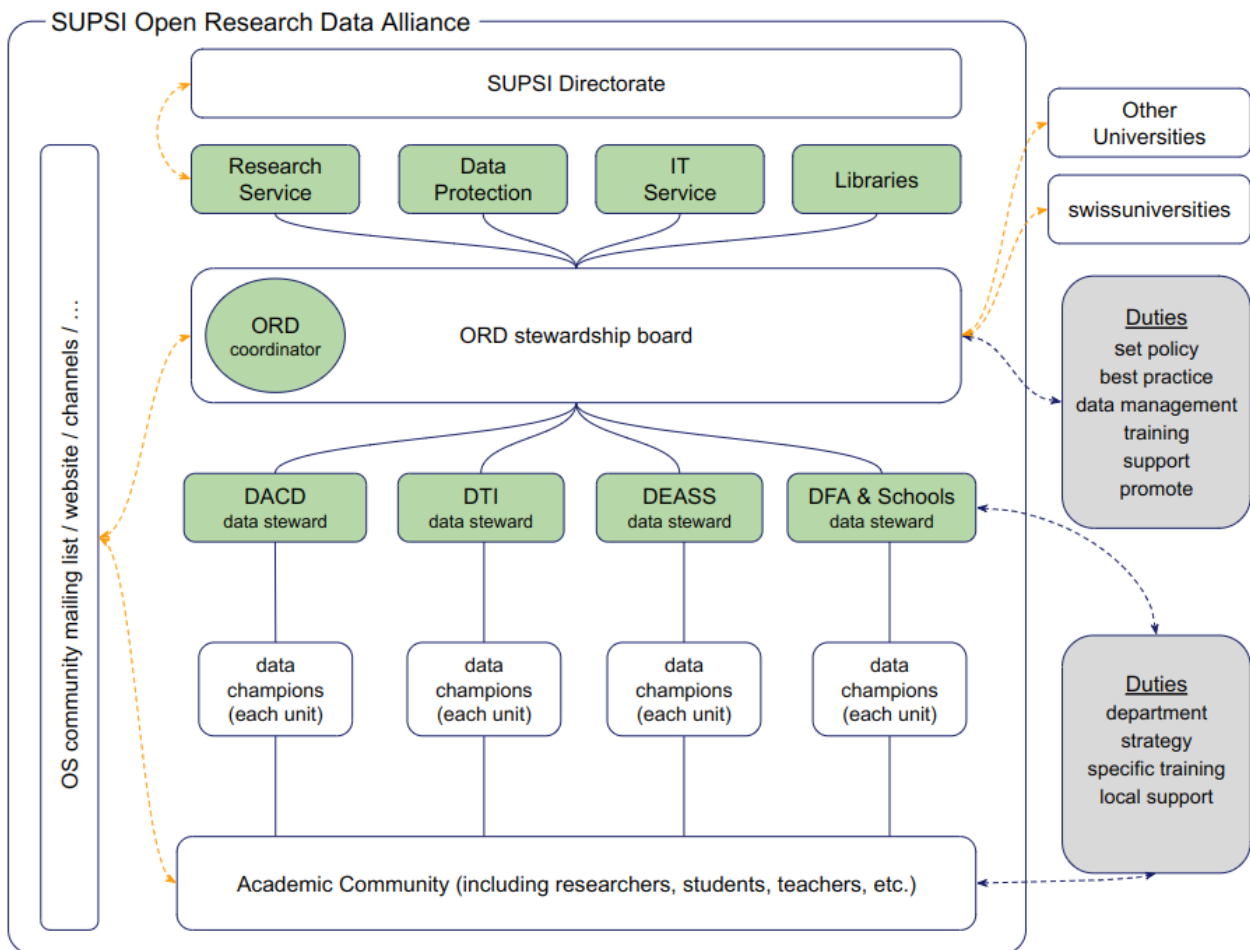 SUPSI Open Research Data Alliance
SUPSI Directorate
Research
Service
Data
Protection
IT
Service
Libraries
Other
Universities
swissuniversities
OS community mailing list / website / channels / …
ORD
coordinator
ORD stewardship board
Duties
set policy
best practice
data management
training
support
promote
DACD
data steward
DTI
data steward
DEASS
data steward
DFA & Schools
data steward
data
champions
(each unit)
data
champions
(each unit)
data
champions
(each unit)
data
champions
(each unit)
Duties
department
strategy
specific training
local support
Academic Community (including researchers, students, teachers, etc.)